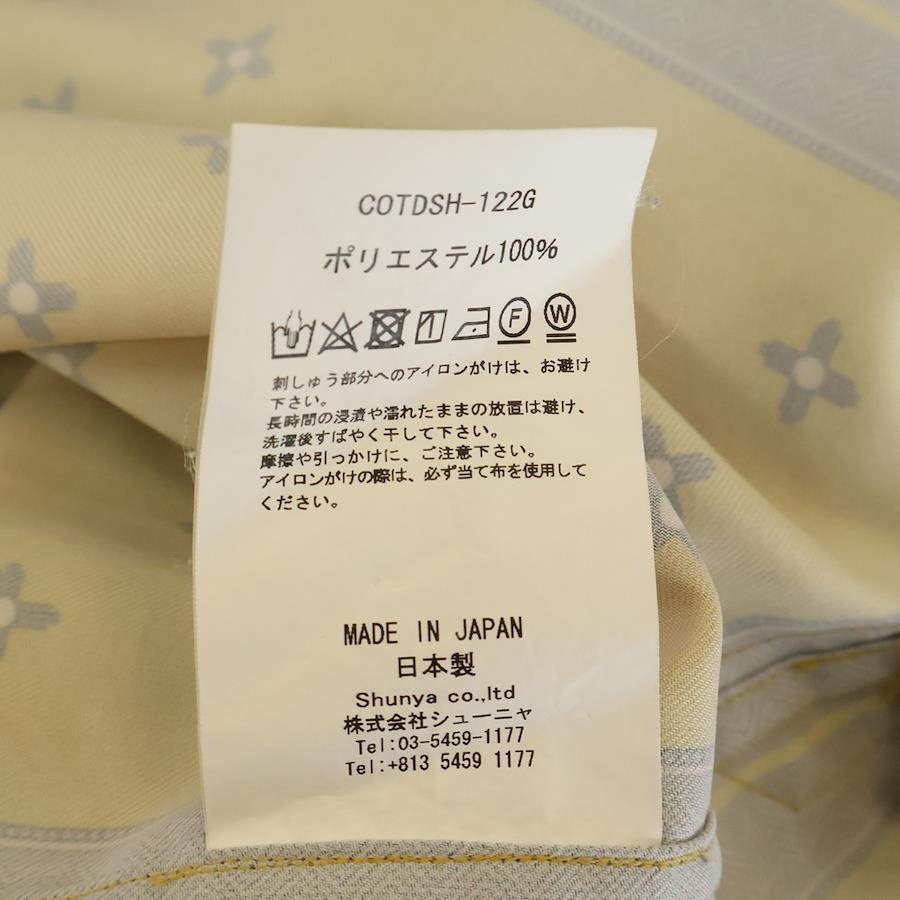 COTDSH-122G
ポリエステル100%
F W
刺しゅう部分へのアイロンがけは、お避け
下さい。
長時間の浸漬や濡れたままの放置は避け、
洗濯後すばやく干して下さい。
摩擦や引っかけに、ご注意下さい。
アイロンがけの際は、必ず当て布を使用して
ください。
MADE IN JAPAN
日本製
Shunya co.,ltd
株式会社シューニャ
Tel:03-5459-1177
Tel:+813 5459 1177